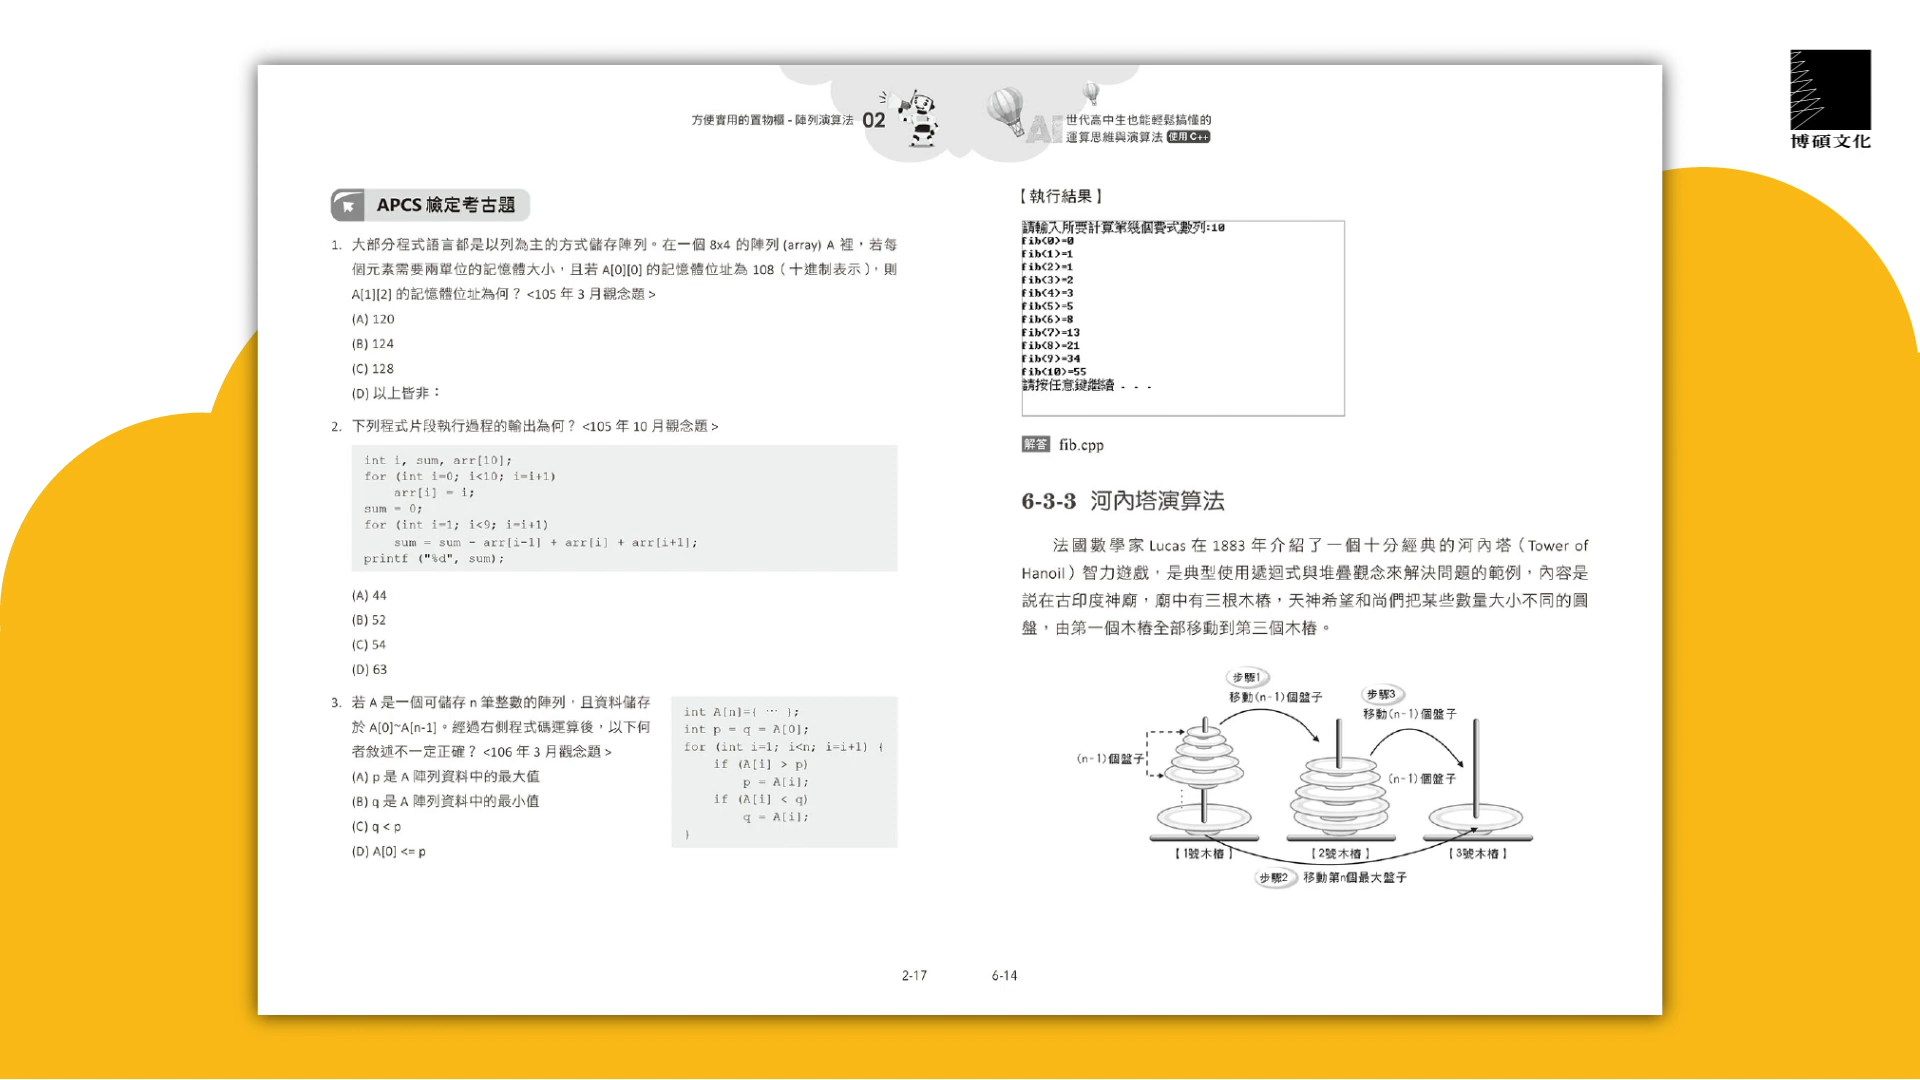 方便實用的置物櫃 - 陣列演算法 02
APCS 檢定考古題
1. 大部分程式語言都是以列為主的方式儲存陣列。在一個 8x4 的陣列 (array) A 裡，若每
個元素需要兩單位的記憶體大小，且若 A[0][0] 的記憶體位址為 108（十進制表示），則
A[1][2] 的記憶體位址為何？<105 年 3 月觀念題 >
(A) 120
(B) 124
(C) 128
(D) 以上皆非：
2. 下列程式片段執行過程的輸出為何？<105 年 10 月觀念題 >
int i, sum, arr[10];
for (int i=0; i<10; i=i+1)
    arr[i] = i;
sum = 0;
for (int i=1; i<9; i=i+1)
    sum = sum - arr[i-1] + arr[i] + arr[i+1];
printf ("%d", sum);
(A) 44
(B) 52
(C) 54
(D) 63
3. 若 A 是一個可儲存 n 筆整數的陣列，且資料儲存
於 A[0]~A[n-1]。經過右側程式碼運算後，以下何
者敘述不一定正確？<106 年 3 月觀念題 >
(A) p 是 A 陣列資料中的最大值
(B) q 是 A 陣列資料中的最小值
(C) q < p
(D) A[0] <= p
int A[n]={ … };
int p = q = A[0];
for (int i=1; i<n; i=i+1) {
    if (A[i] > p)
        p = A[i];
    if (A[i] < q)
        q = A[i];
}
2-17
AI 世代高中生也能輕鬆搞懂的
運算思維與演算法 使用 C++
【執行結果】
請輸入所要計算第幾個費式數列:10
fib(0)=0
fib(1)=1
fib(2)=1
fib(3)=2
fib(4)=3
fib(5)=5
fib(6)=8
fib(7)=13
fib(8)=21
fib(9)=34
fib(10)=55
請按任意鍵繼續 . . .
解答 fib.cpp
6-3-3 河內塔演算法
法國數學家 Lucas 在 1883 年介紹了一個十分經典的河內塔（Tower of
Hanoil）智力遊戲，是典型使用遞迴式與堆疊觀念來解決問題的範例，內容是
說在古印度神廟，廟中有三根木樁，天神希望和尚們把某些數量大小不同的圓
盤，由第一個木樁全部移動到第三個木樁。
步驟1
移動(n-1)個盤子
步驟3
移動(n-1)個盤子
(n-1)個盤子
(n-1)個盤子
【1號木樁】
【2號木樁】
【3號木樁】
步驟2 移動第n個最大盤子
6-14
博碩文化